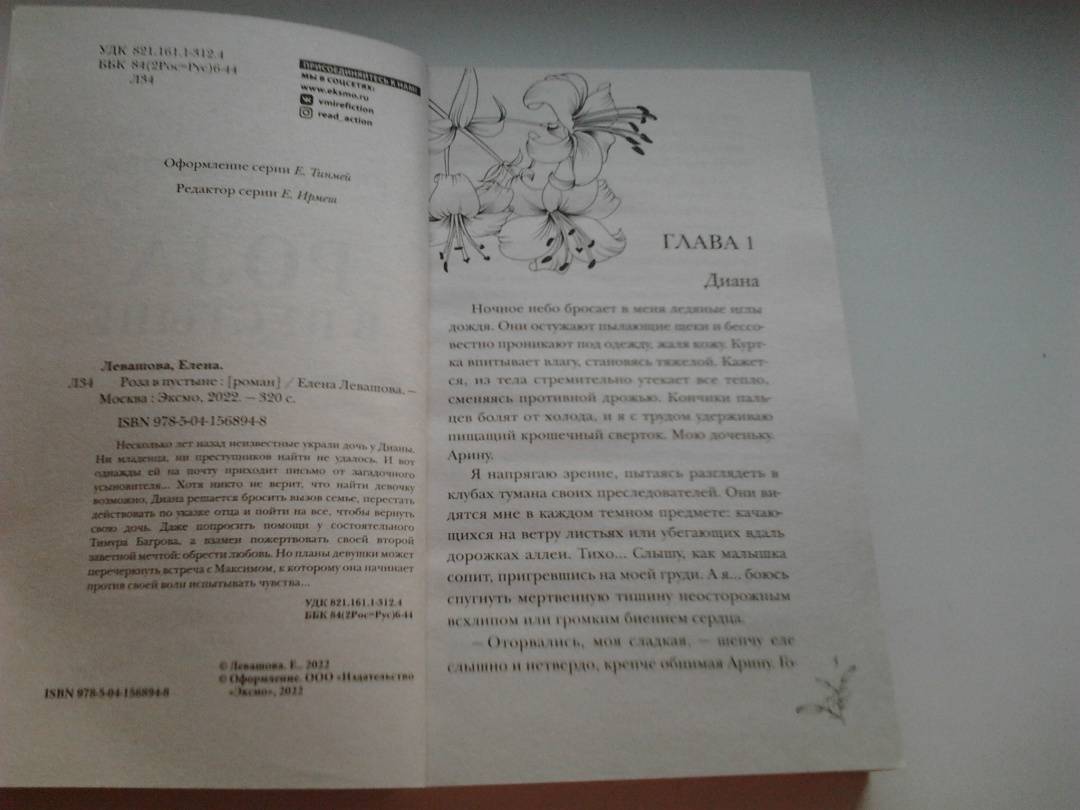 УДК 821.161.1-312.4
ББК 84(2Рос=Рус)6-44
Л34
ПРИСОЕДИНЯЙТЕСЬ К НАМ!
МЫ В СОЦСЕТЯХ:
www.eksmo.ru
vmirefiction
read_action
Оформление серии Е. Тинмей
Редактор серии Е. Ирмеш
Левашова, Елена.
Л34 Роза в пустыне : [роман] / Елена Левашова. –
Москва : Эксмо, 2022. – 320 с.
ISBN 978-5-04-156894-8
Несколько лет назад неизвестные украли дочь у Дианы.
Ни младенца, ни преступников найти не удалось. И вот
однажды ей на почту приходит письмо от загадочного
усыновителя... Хотя никто не верит, что найти девочку
возможно, Диана решается бросить вызов семье, перестать
действовать по указке отца и пойти на все, чтобы вернуть
свою дочь. Даже попросить помощи у состоятельного
Тимура Багрова, а взамен пожертвовать своей второй
заветной мечтой: обрести любовь. Но планы девушки может
перечеркнуть встреча с Максимом, к которому она начинает
против своей воли испытывать чувства...
УДК 821.161.1-312.4
ББК 84(2Рос=Рус)6-44
© Левашова. Е., 2022
© Оформление. ООО «Издательство
«Эксмо», 2022
ISBN 978-5-04-156894-8
ГЛАВА 1
Диана
Ночное небо бросает в меня ледяные иглы
дождя. Они остужают пылающие щеки и бессо-
вестно проникают под одежду, жаля кожу. Курт-
ка впитывает влагу, становясь тяжелой. Кажет-
ся, из тела стремительно утекает все тепло,
сменяясь противной дрожью. Кончики паль-
цев болят от холода, и я с трудом удерживаю
пищащий крошечный сверток. Мою доченьку.
Арину.
Я напрягаю зрение, пытаясь разглядеть в
клубах тумана своих преследователей. Они ви-
дятся мне в каждом темном предмете: качаю-
щихся на ветру листьях или убегающих вдаль
дорожках аллеи. Тихо... Слышу, как малышка
сопит, пригревшись на моей груди. А я... боюсь
спугнуть мертвенную тишину неосторожным
всхлипом или громким биением сердца.
– Оторвались, моя сладкая, – шепчу еле
слышно и нетвердо, крепче обнимая Арину. Го-